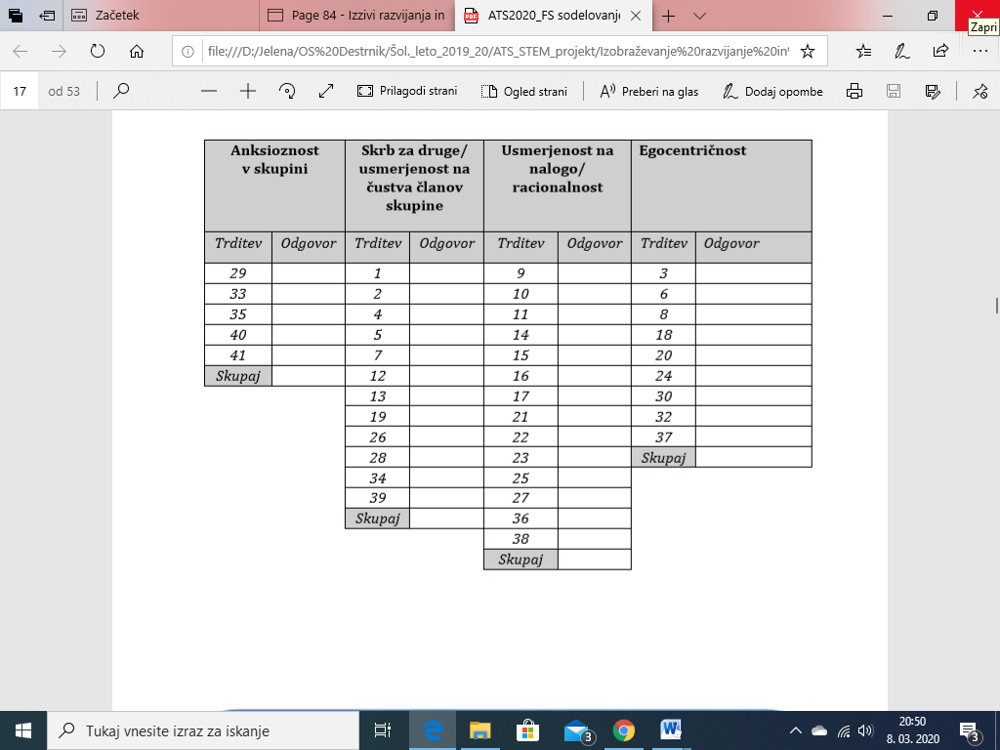 Začetek
Page 84 - Izzivi razvijanja in
ATS2020_FS sodelovanje
Zapri
file:///D:/Jelena/OS%20Destrnik/Šol._leto_2019_20/ATS_STEM_projekt/Izobraževanje%20razvijanje%20in%
17 od 53
Prilagodi strani
Ogled strani
Preberi na glas
Dodaj opombe
Anksioznost v skupini
Skrb za druge/ usmerjenost na čustva članov skupine
Usmerjenost na nalogo/ racionalnost
Egocentričnost
Trditev Odgovor Trditev Odgovor Trditev Odgovor Trditev Odgovor
29 1 9 3
33 2 10 6
35 4 11 8
40 5 14 18
41 7 15 20
Skupaj 12 16 24
13 17 30
19 21 32
26 22 37
28 23 Skupaj
34 25
39 27
Skupaj 36
38
Skupaj
Tukaj vnesite izraz za iskanje
3
20:50
8. 03. 2020
3